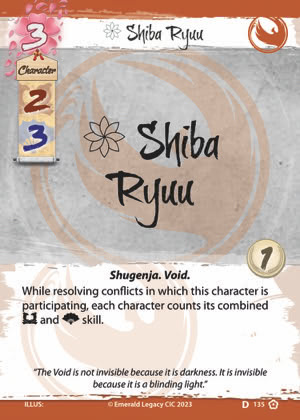 3
Shiba Ryuu
Character
2
3
Shiba
Ryuu
1
Shugenja. Void.
While resolving conflicts in which this character is
participating, each character counts its combined
and skill.
"The Void is not invisible because it is darkness. It is invisible
because it is a blinding light."
ILLUS: © Emerald Legacy CIC 2023 D 135